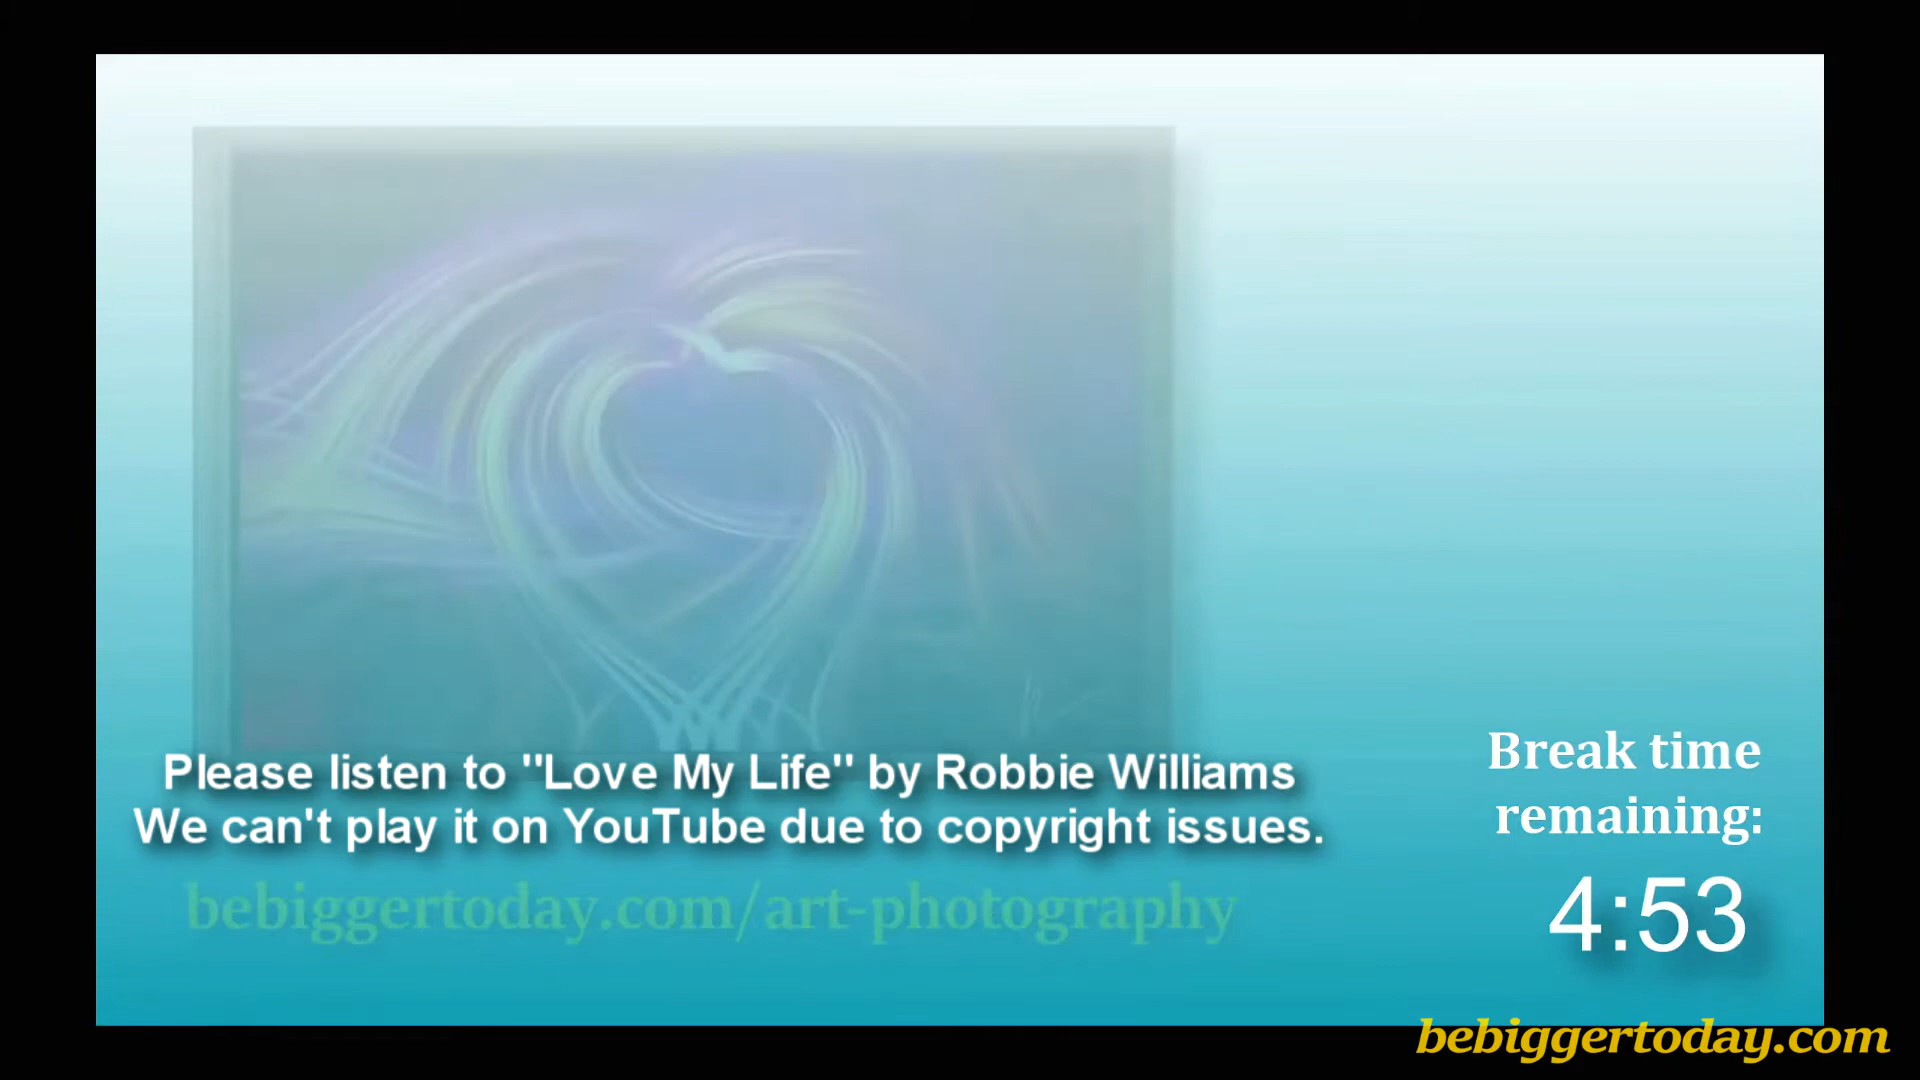 Please listen to "Love My Life" by Robbie Williams
We can't play it on YouTube due to copyright issues.
bebiggertoday.com/art-photography
Break time
remaining:
4:53
bebiggertoday.com